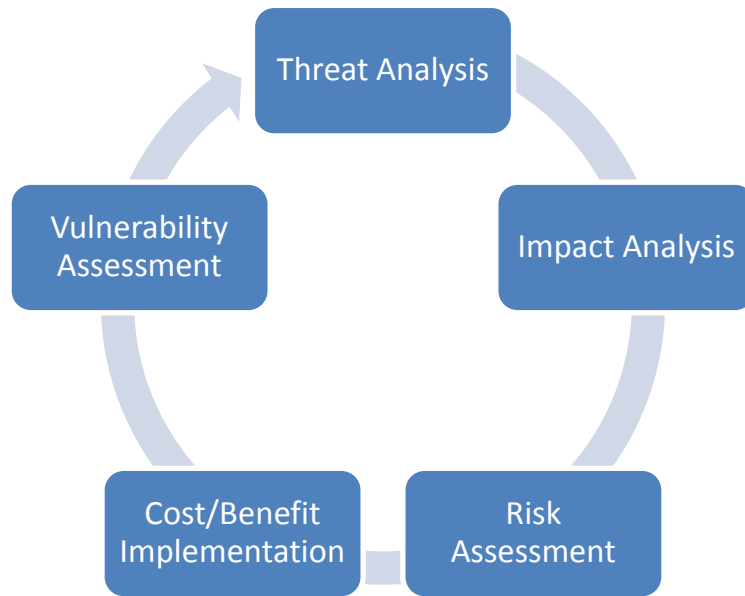 Threat Analysis
Impact Analysis
Risk
Assessment
Cost/Benefit
Implementation
Vulnerability
Assessment